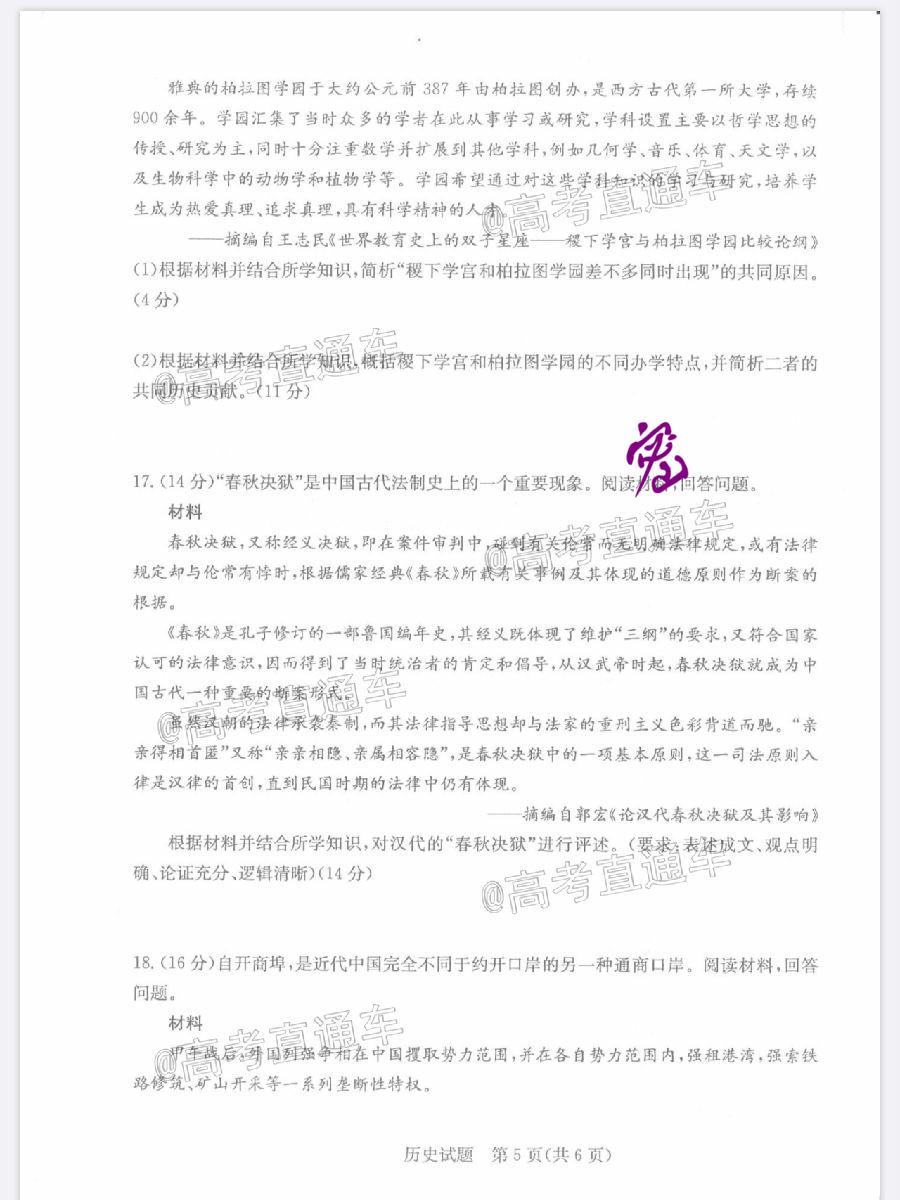 雅典的柏拉图学园于大约公元前 387 年由柏拉图创办,是西方古代第一所大学,存续
900 余年。学园汇集了当时众多的学者在此从事学习或研究,学科设置主要以哲学思想的
传授、研究为主,同时十分注重数学并扩展到其他学科,例如几何学、音乐、体育、天文学,以
及生物科学中的动物学和植物学等。学园希望通过对这些学科知识的学习与研究,培养学
生成为热爱真理、追求真理,具有科学精神的人才。
@高考直通车
——摘编自王志民《世界教育史上的双子星座——稷下学宫与柏拉图学园比较论纲》
(1)根据材料并结合所学知识,简析“稷下学宫和柏拉图学园差不多同时出现”的共同原因。
(4 分)
(2)根据材料并结合所学知识,概括稷下学宫和柏拉图学园的不同办学特点,并简析二者的
@高考直通车
共同历史贡献。(11 分)
17.(14 分)“春秋决狱”是中国古代法制史上的一个重要现象。阅读材料,回答问题。
材料
春秋决狱,又称经义决狱,即在案件审判中,碰到有关伦常而无明确法律规定,或有法律
@高考直通车
规定却与伦常有悖时,根据儒家经典《春秋》所载有关事例及其体现的道德原则作为断案的
根据。
《春秋》是孔子修订的一部鲁国编年史,其经义既体现了维护“三纲”的要求,又符合国家
认可的法律意识,因而得到了当时统治者的肯定和倡导,从汉武帝时起,春秋决狱就成为中
国古代一种重要的断案形式。
@高考直通车
虽然汉朝的法律承袭秦制,而其法律指导思想却与法家的重刑主义色彩背道而驰。“亲
亲得相首匿”又称“亲亲相隐、亲属相容隐”,是春秋决狱中的一项基本原则,这一司法原则入
律是汉律的首创,直到民国时期的法律中仍有体现。
——摘编自郭宏《论汉代春秋决狱及其影响》
根据材料并结合所学知识,对汉代的“春秋决狱”进行评述。(要求:表述成文、观点明
确、论证充分、逻辑清晰)(14 分)
@高考直通车
18.(16 分)自开商埠,是近代中国完全不同于约开口岸的另一种通商口岸。阅读材料,回答
问题。
材料
@高考直通车
甲午战后,外国列强争相在中国攫取势力范围,并在各自势力范围内,强租港湾,强索铁
路修筑、矿山开采等一系列垄断性特权。
历史试题 第 5 页(共 6 页)